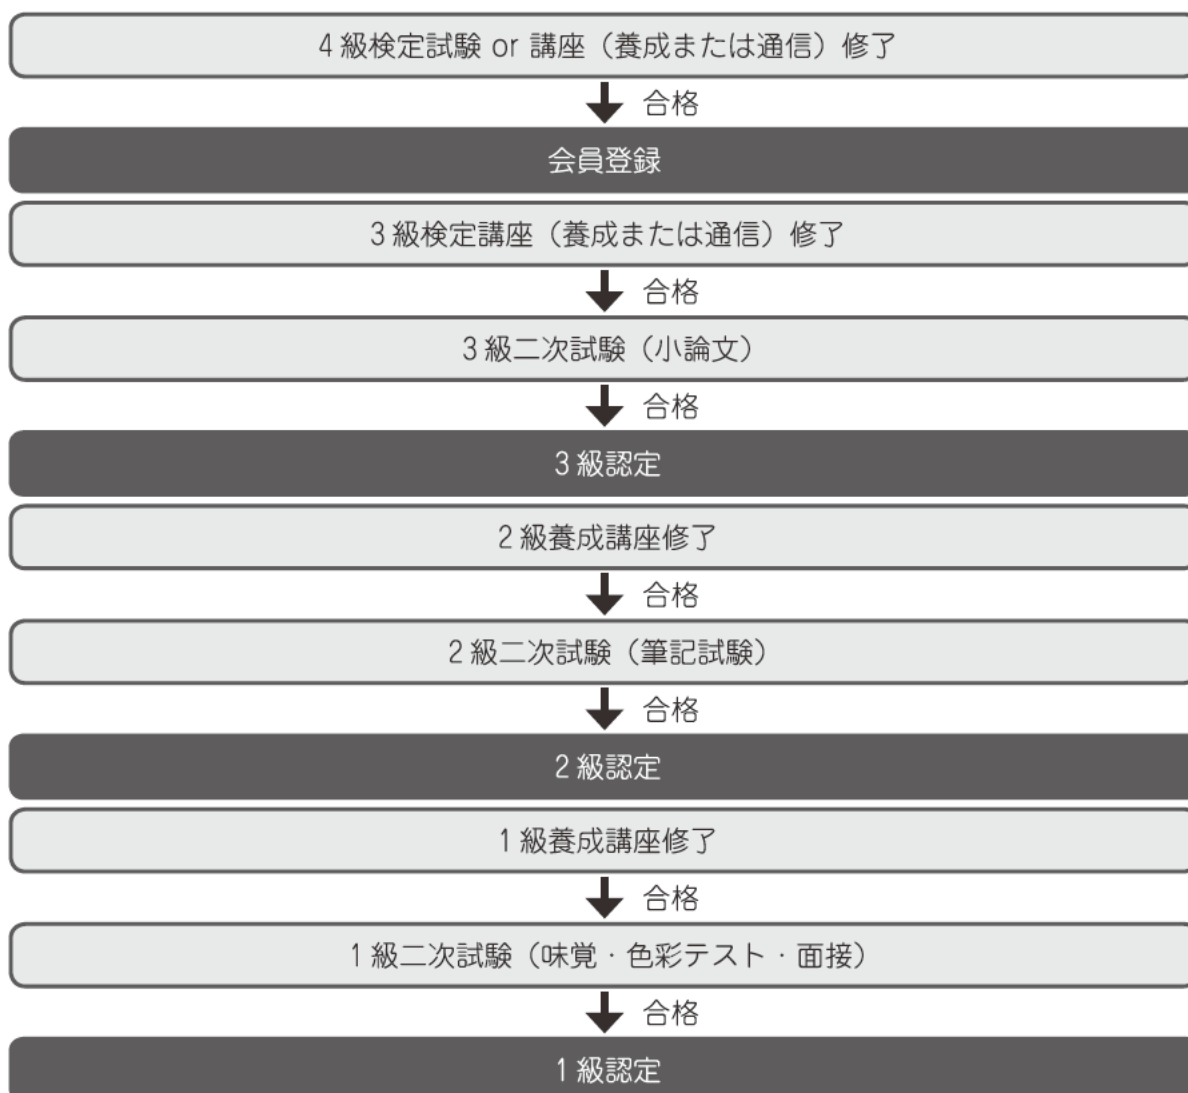 4級検定試験 or 講座（養成または通信）修了
合格
会員登録
3級検定講座（養成または通信）修了
合格
3級二次試験（小論文）
合格
3級認定
2級養成講座修了
合格
2級二次試験（筆記試験）
合格
2級認定
1級養成講座修了
合格
1級二次試験（味覚・色彩テスト・面接）
合格
1級認定